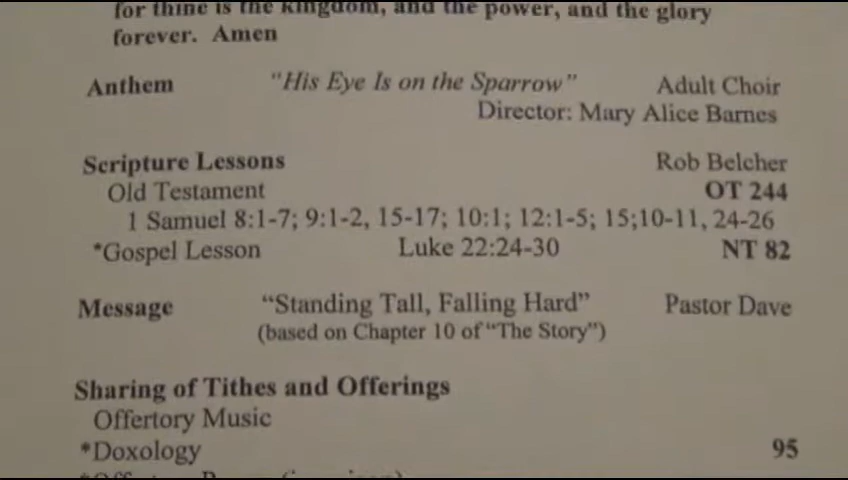 for thine is the kingdom, and the power, and the glory
forever. Amen
Anthem "His Eye Is on the Sparrow" Adult Choir
Director: Mary Alice Barnes
Scripture Lessons Rob Belcher
Old Testament OT 244
1 Samuel 8:1-7; 9:1-2, 15-17; 10:1; 12:1-5; 15;10-11, 24-26
*Gospel Lesson Luke 22:24-30 NT 82
Message "Standing Tall, Falling Hard" Pastor Dave
(based on Chapter 10 of "The Story")
Sharing of Tithes and Offerings
Offertory Music
*Doxology 95